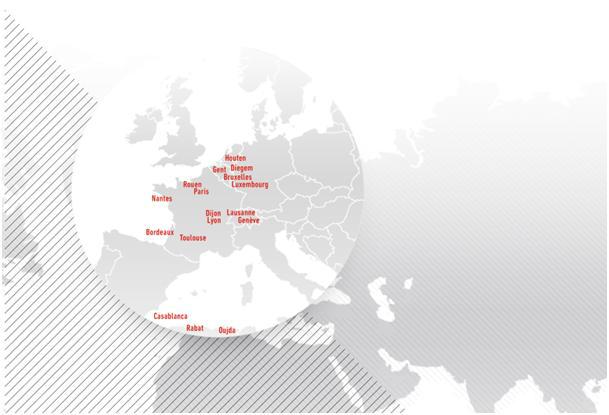 Houten
Gent Diegem
Bruxelles
Rouen Luxembourg
Paris
Nantes
Dijon Lausanne
Lyon Genève
Bordeaux
Toulouse
Casablanca
Rabat Oujda